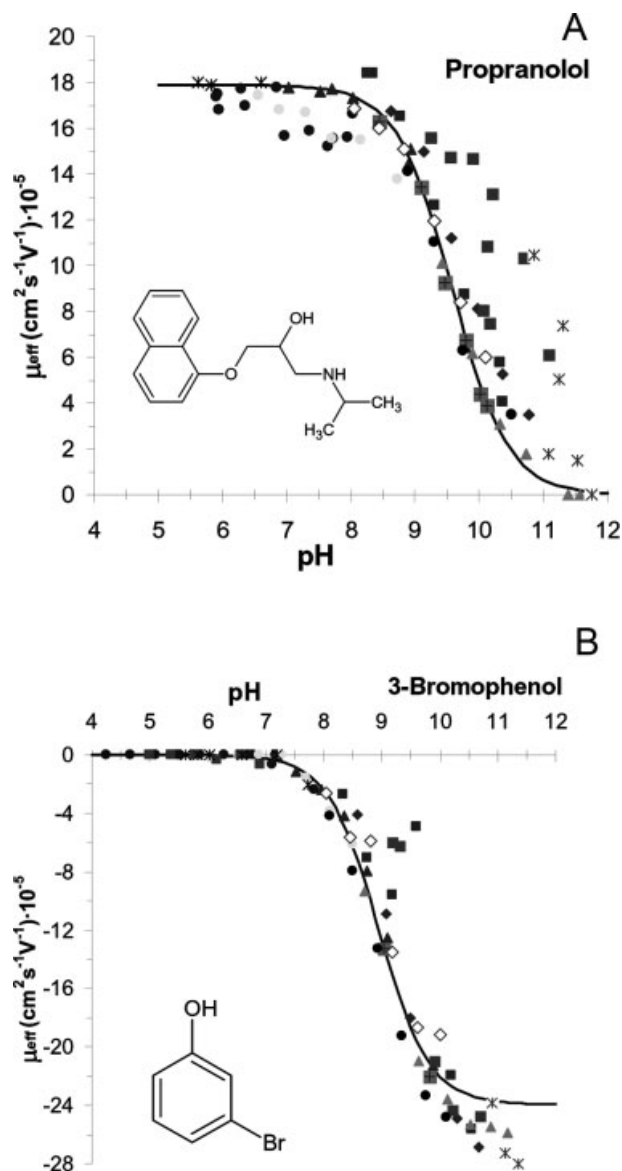 A
Propranolol
20
18
16
14
12
10
8
6
4
2
0
μeff (cm²s⁻¹V⁻¹)·10⁻⁵
OH
O
NH
CH₃
H₃C
4 5 6 7 8 9 10 11 12
pH
B
pH
3-Bromophenol
4 5 6 7 8 9 10 11 12
0
-4
-8
-12
-16
-20
-24
-28
μeff (cm²s⁻¹V⁻¹)·10⁻⁵
OH
Br